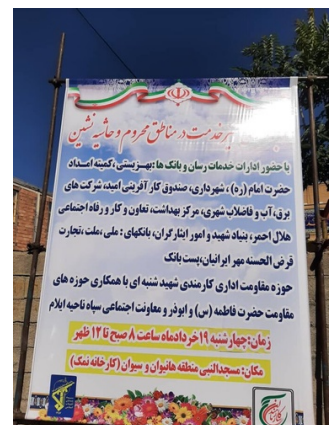 بر خدمت در مناطق محروم و حاشیه نشین
با حضور ادارات خدمات رسان و بانک ها: بهزیستی، کمیته امداد
حضرت امام (ره)، شهرداری، صندوق کارآفرینی امید، شرکت های
برق، آب و فاضلاب شهری، مرکز بهداشت، تعاون و کار و رفاه اجتماعی
هلال احمر، بنیاد شهید و امور ایثارگران، بانکهای: ملی، ملت، تجارت
قرض الحسنه مهر ایرانیان، پست بانک
حوزه مقاومت اداری کارمندی شهید شنبه ای با همکاری حوزه های
مقاومت حضرت فاطمه (س) و ابوذر و معاونت اجتماعی سپاه ناحیه ایلام
زمان: چهارشنبه ۱۹ خردادماه ساعت ۸ صبح تا ۱۲ ظهر
مکان: مسجدالنبی منطقه هانیوان و سیوان (کارخانه نمک)